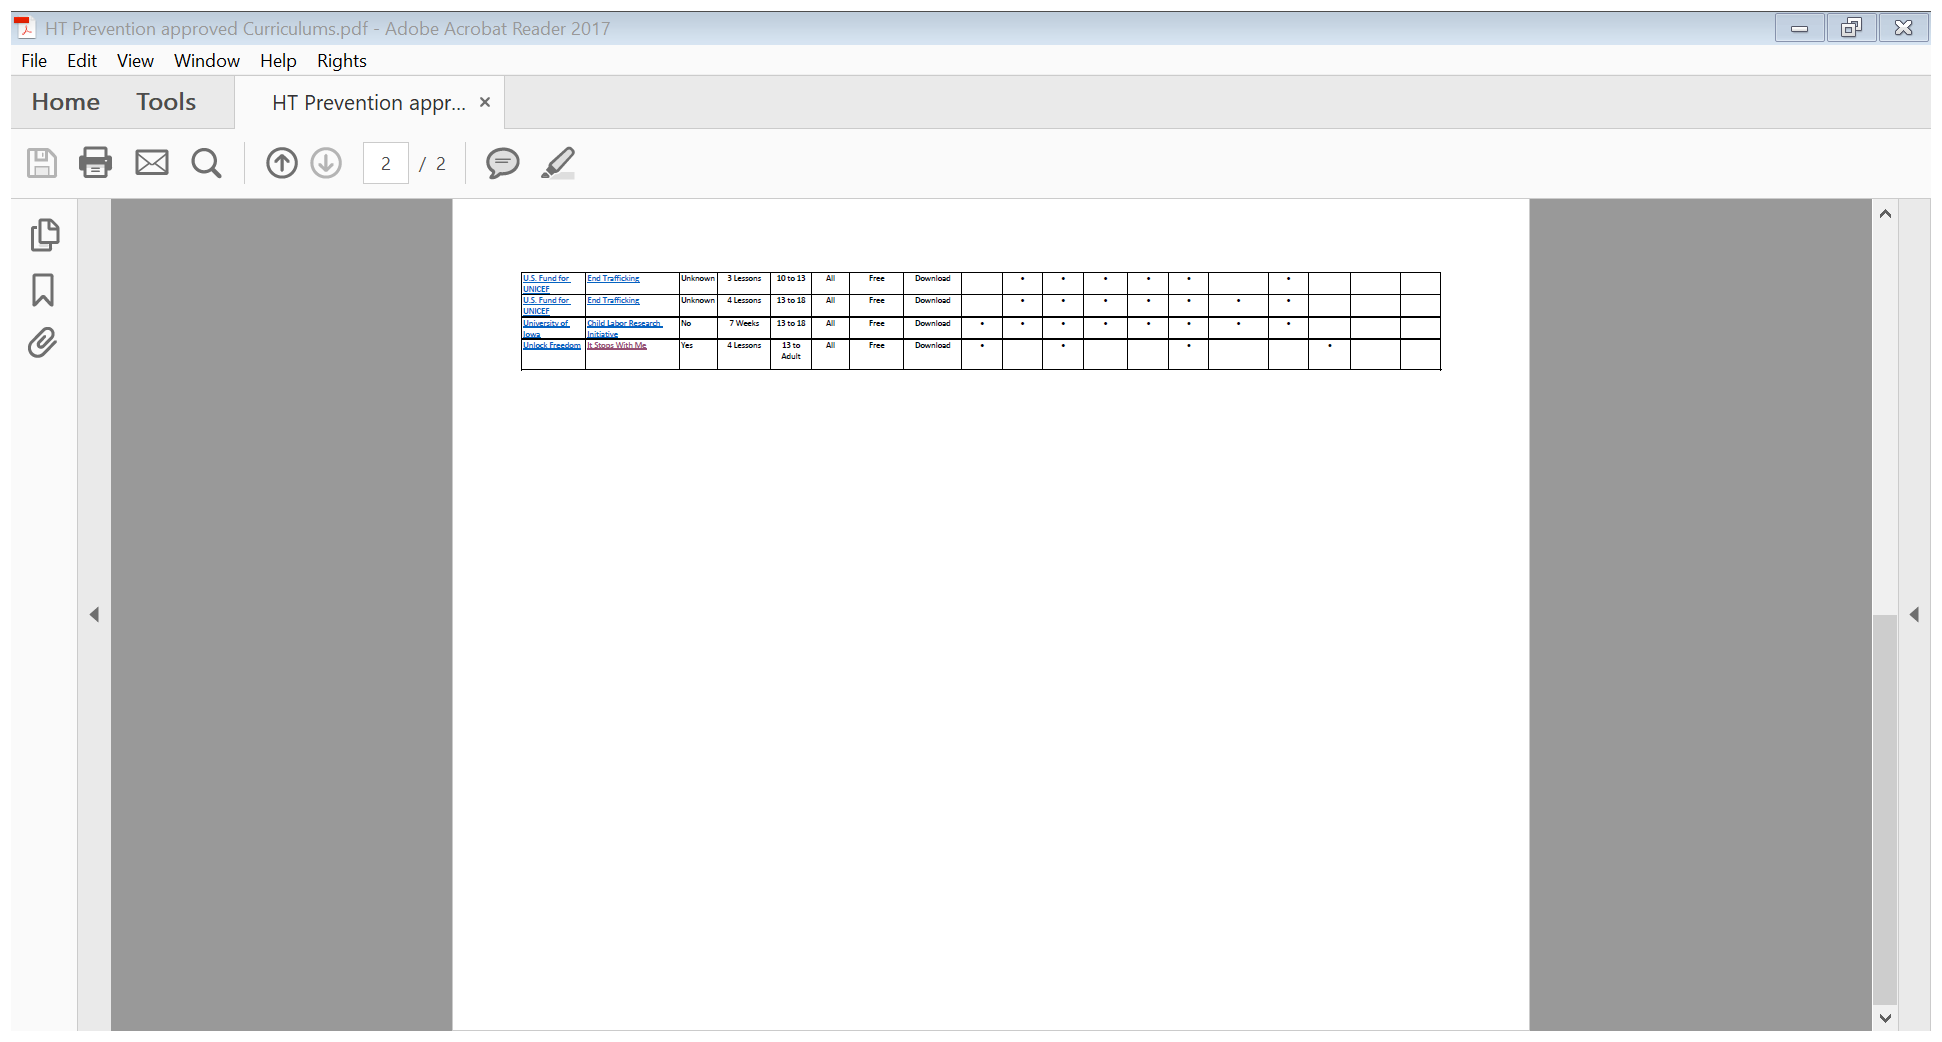 HT Prevention approved Curriculums.pdf - Adobe Acrobat Reader 2017
File Edit View Window Help Rights
Home Tools HT Prevention appr... ×
2 / 2
U.S. Fund for UNICEF End Trafficking Unknown 3 Lessons 10 to 13 All Free Download • • • • • •
U.S. Fund for UNICEF End Trafficking Unknown 4 Lessons 13 to 18 All Free Download • • • • • • •
University of Iowa Child Labor Research Initiative No 7 Weeks 13 to 18 All Free Download • • • • • • • •
Unlock Freedom It Stops With Me Yes 4 Lessons 13 to Adult All Free Download • • • •